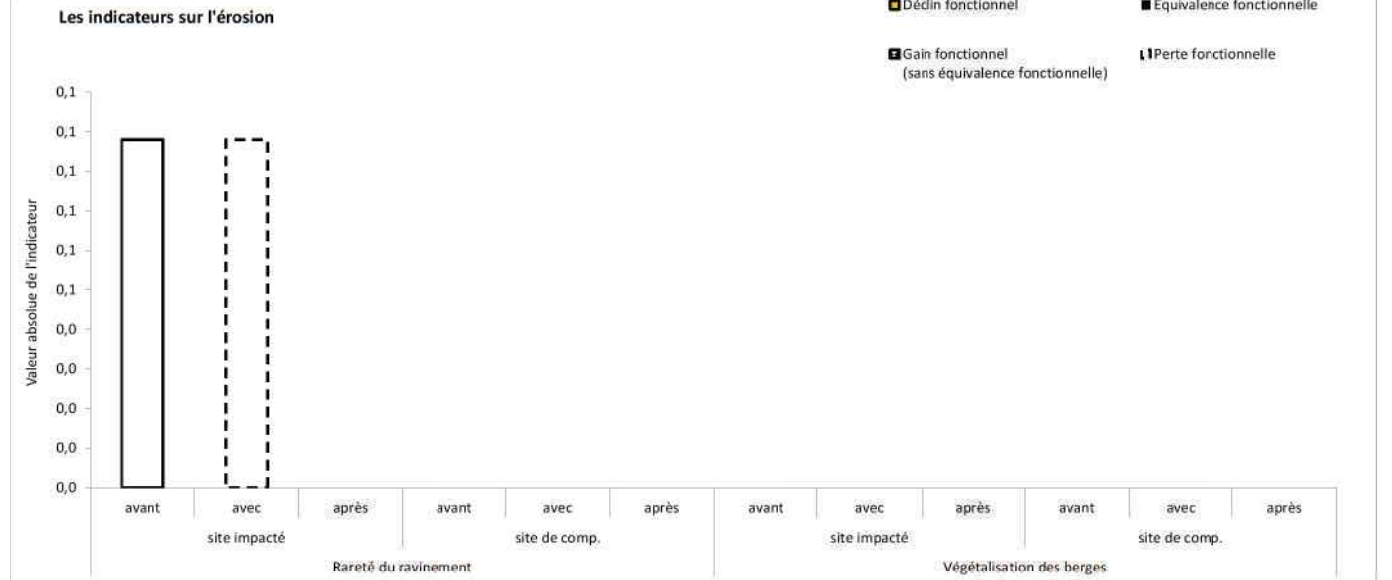 Les indicateurs sur l'érosion
Déclin fonctionnel
Equivalence fonctionnelle
Gain fonctionnel
(sans équivalence fonctionnelle)
Perte fonctionnelle
Valeur absolue de l'indicateur
0,1
0,1
0,1
0,1
0,1
0,1
0,0
0,0
0,0
0,0
0,0
avant avec après avant avec après avant avec après avant avec après
site impacté site de comp. site impacté site de comp.
Rareté du ravinement Végétalisation des berges